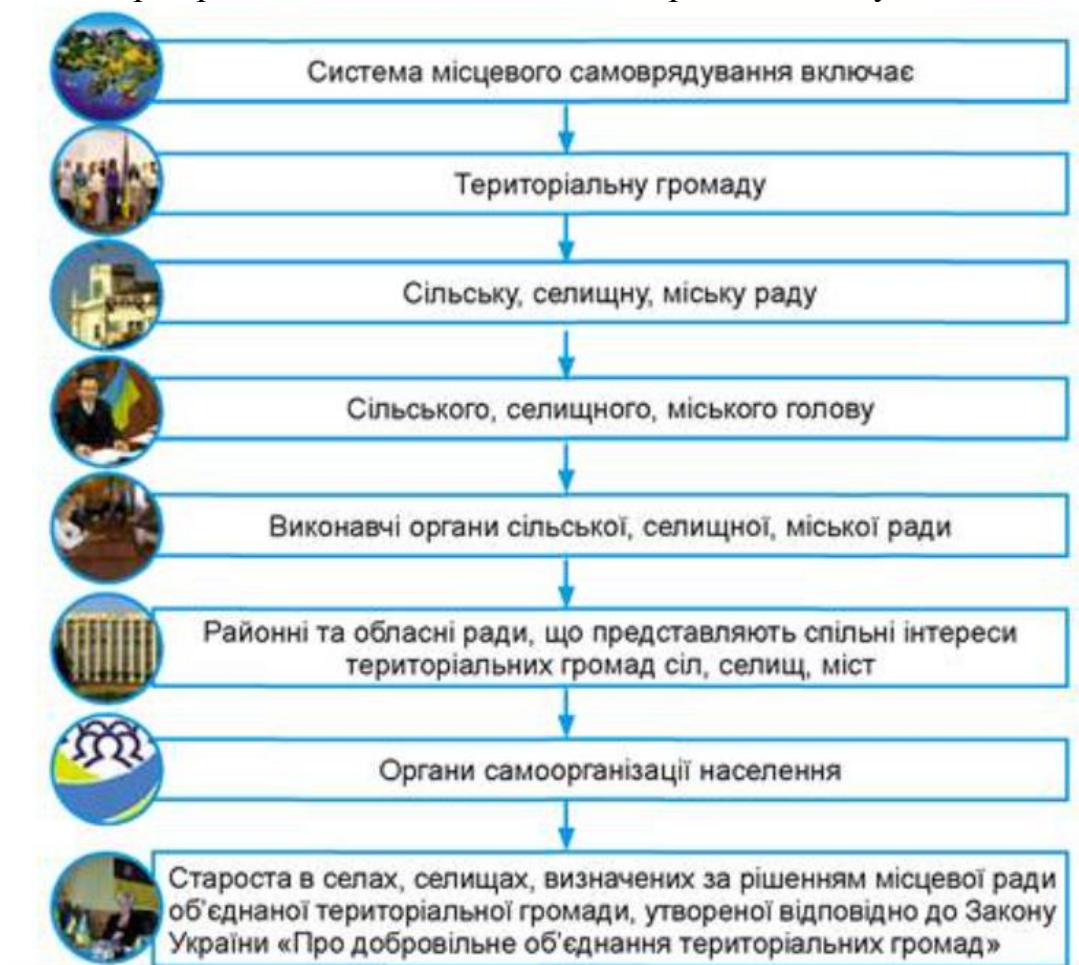 Система місцевого самоврядування включає
Територіальну громаду
Сільську, селищну, міську раду
Сільського, селищного, міського голову
Виконавчі органи сільської, селищної, міської ради
Районні та обласні ради, що представляють спільні інтереси
територіальних громад сіл, селищ, міст
Органи самоорганізації населення
Староста в селах, селищах, визначених за рішенням місцевої ради
об'єднаної територіальної громади, утвореної відповідно до Закону
України «Про добровільне об'єднання територіальних громад»